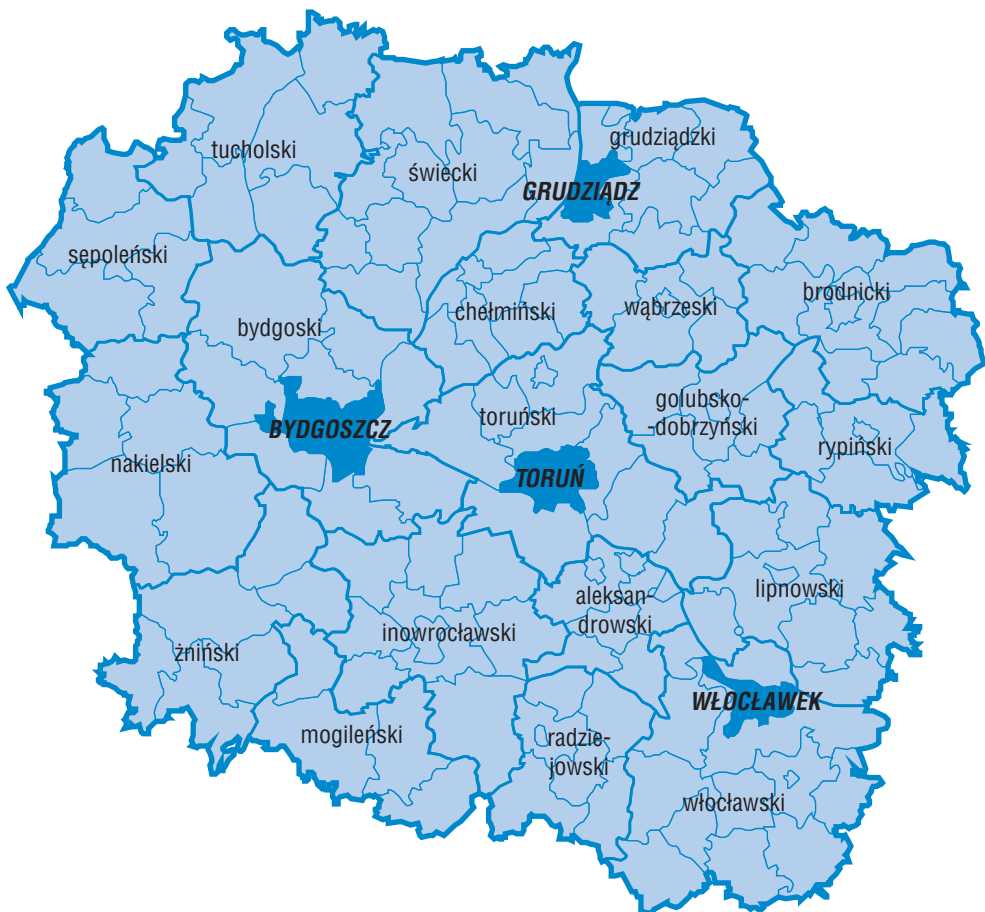 grudziądzki
tucholski
świecki
GRUDZIĄDZ
sępoleński
brodnicki
chełmiński
wąbrzeski
bydgoski
golubsko-
-dobrzyński
toruński
BYDGOSZCZ
rypiński
nakielski
TORUŃ
lipnowski
aleksan-
drowski
inowrocławski
żniński
WŁOCŁAWEK
mogileński
radzie-
jowski
włocławski